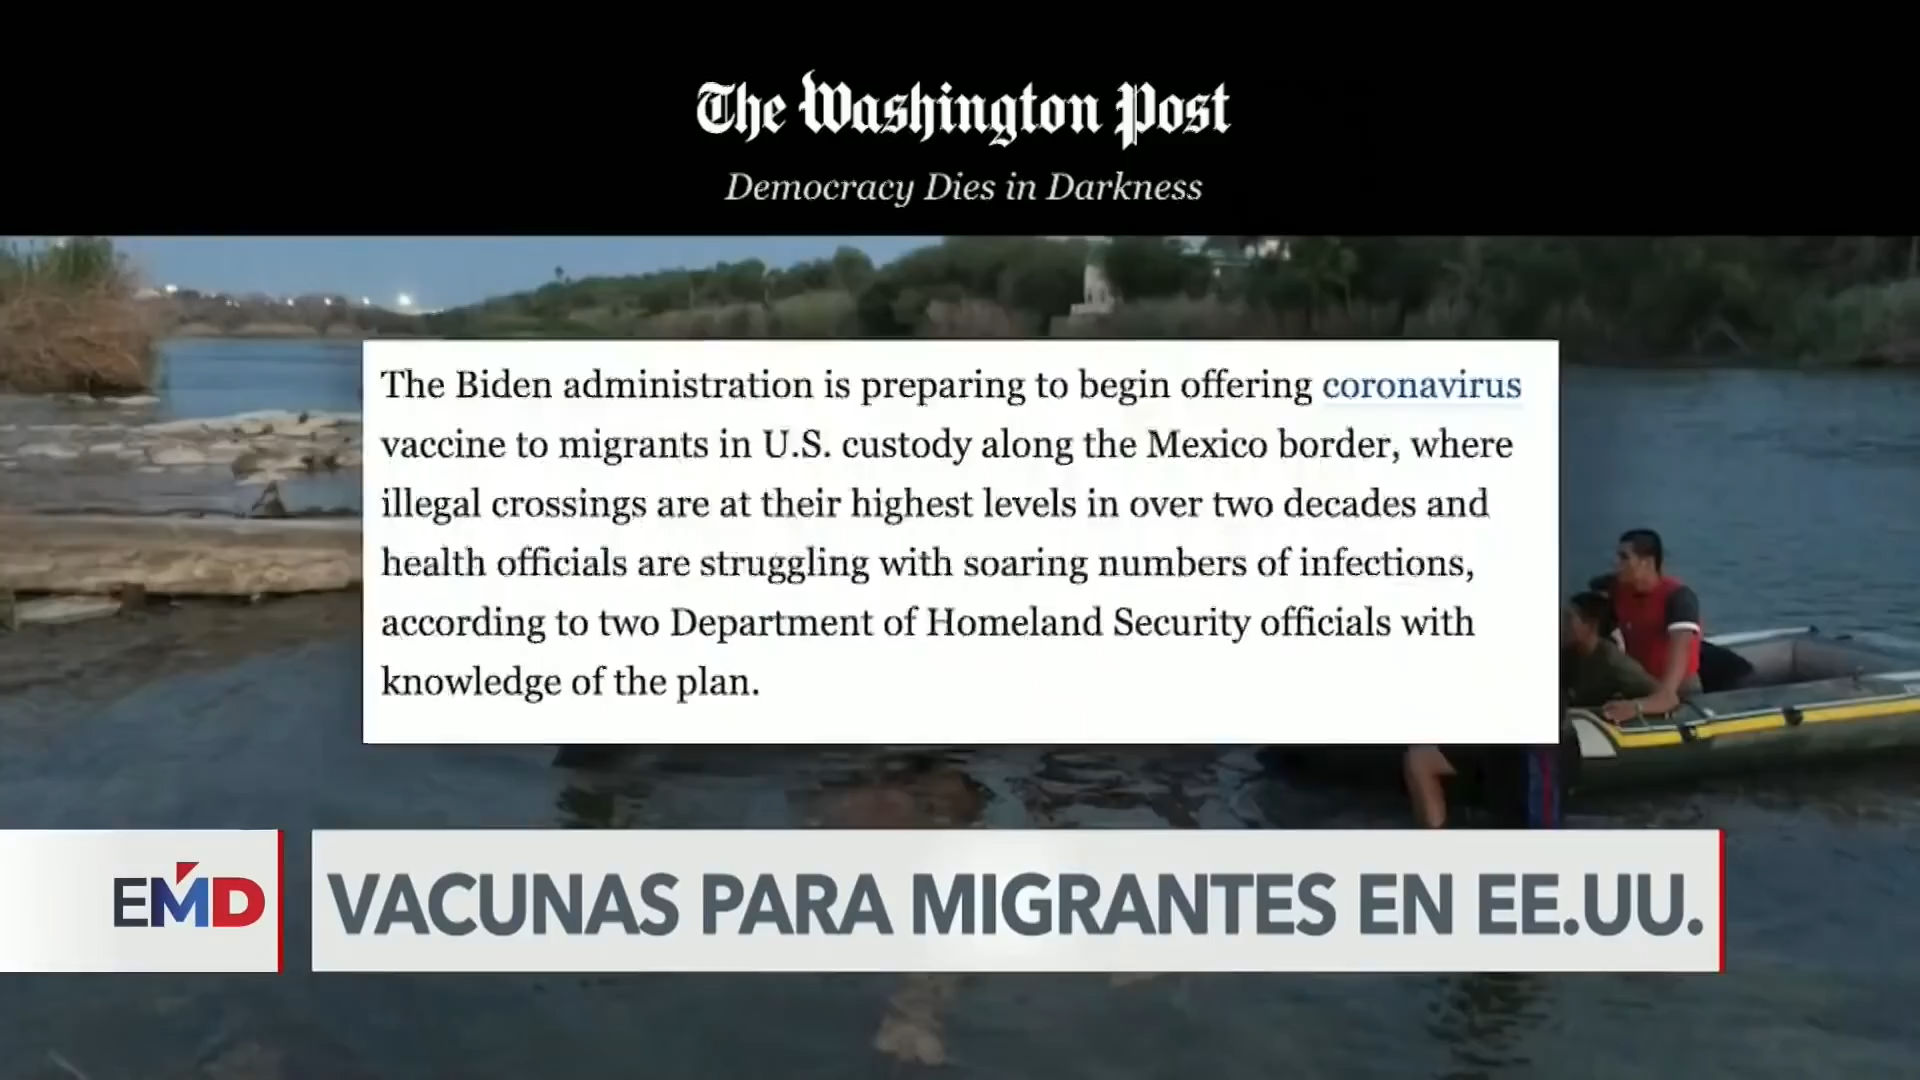 The Washington Post
Democracy Dies in Darkness
The Biden administration is preparing to begin offering coronavirus
vaccine to migrants in U.S. custody along the Mexico border, where
illegal crossings are at their highest levels in over two decades and
health officials are struggling with soaring numbers of infections,
according to two Department of Homeland Security officials with
knowledge of the plan.
EMD
VACUNAS PARA MIGRANTES EN EE.UU.